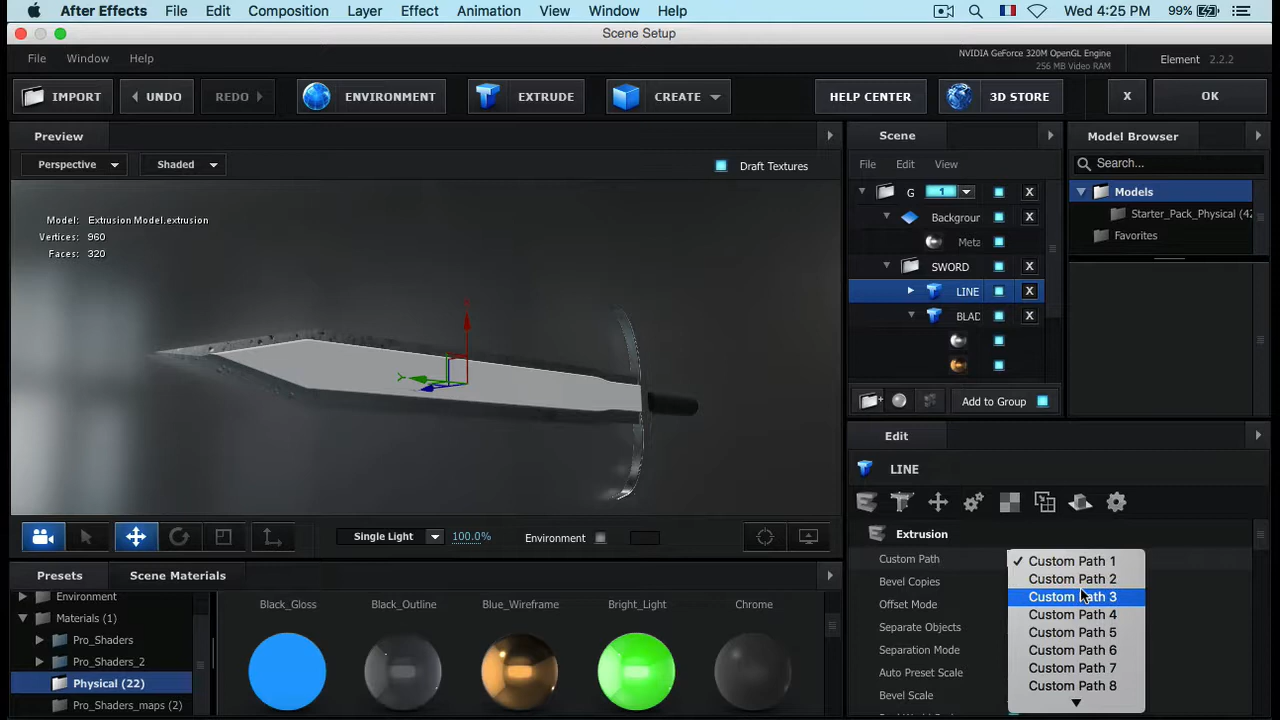 After Effects File Edit Composition Layer Effect Animation View Window Help Wed 4:25 PM 99%
Scene Setup
File Window Help
NVIDIA GeForce 320M OpenGL Engine
256 MB Video RAM
Element 2.2.2
IMPORT UNDO REDO ENVIRONMENT EXTRUDE CREATE HELP CENTER 3D STORE X OK
Preview
Perspective Shaded Draft Textures
Model: Extrusion Model.extrusion
Vertices: 960
Faces: 320
Y
Single Light 100.0% Environment
Scene
File Edit View
G 1 X
Backgrour X
Meta
SWORD X
LINE X
BLAD X
Add to Group
Model Browser
Search...
Models
Starter_Pack_Physical (42
Favorites
Edit
LINE
Extrusion
Custom Path
Bevel Copies
Offset Mode
Separate Objects
Separation Mode
Auto Preset Scale
Bevel Scale
✓ Custom Path 1
Custom Path 2
Custom Path 3
Custom Path 4
Custom Path 5
Custom Path 6
Custom Path 7
Custom Path 8
Presets Scene Materials
Environment
Materials (1)
Pro_Shaders
Pro_Shaders_2
Physical (22)
Pro_Shaders_maps (2)
Black_Gloss Black_Outline Blue_Wireframe Bright_Light Chrome